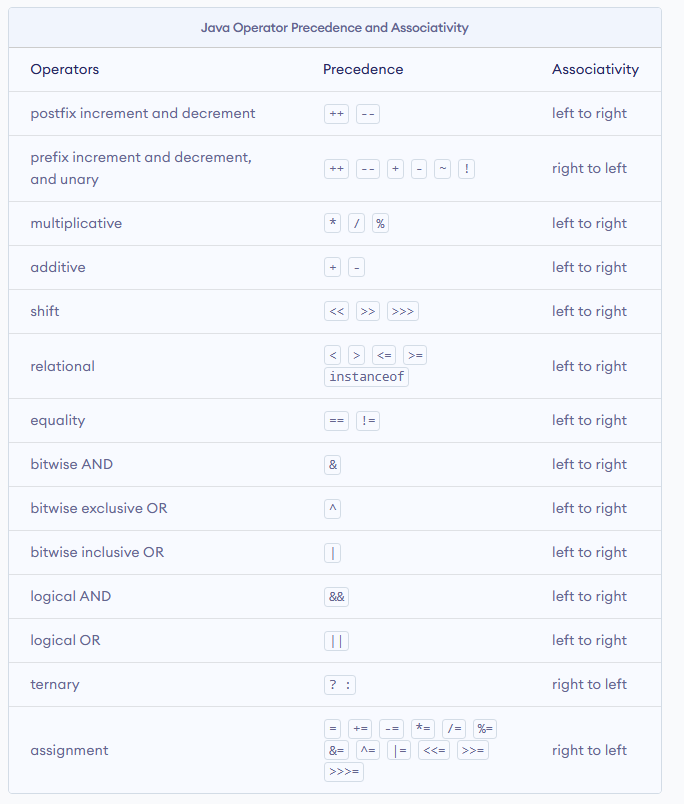 Java Operator Precedence and Associativity
Operators Precedence Associativity
postfix increment and decrement ++ -- left to right
prefix increment and decrement,
and unary ++ -- + - ~ ! right to left
multiplicative * / % left to right
additive + - left to right
shift << >> >>> left to right
relational < > <= >=
instanceof left to right
equality == != left to right
bitwise AND & left to right
bitwise exclusive OR ^ left to right
bitwise inclusive OR | left to right
logical AND && left to right
logical OR || left to right
ternary ? : right to left
assignment = += -= *= /= %=
&= ^= |= <<= >>= right to left
>>>=